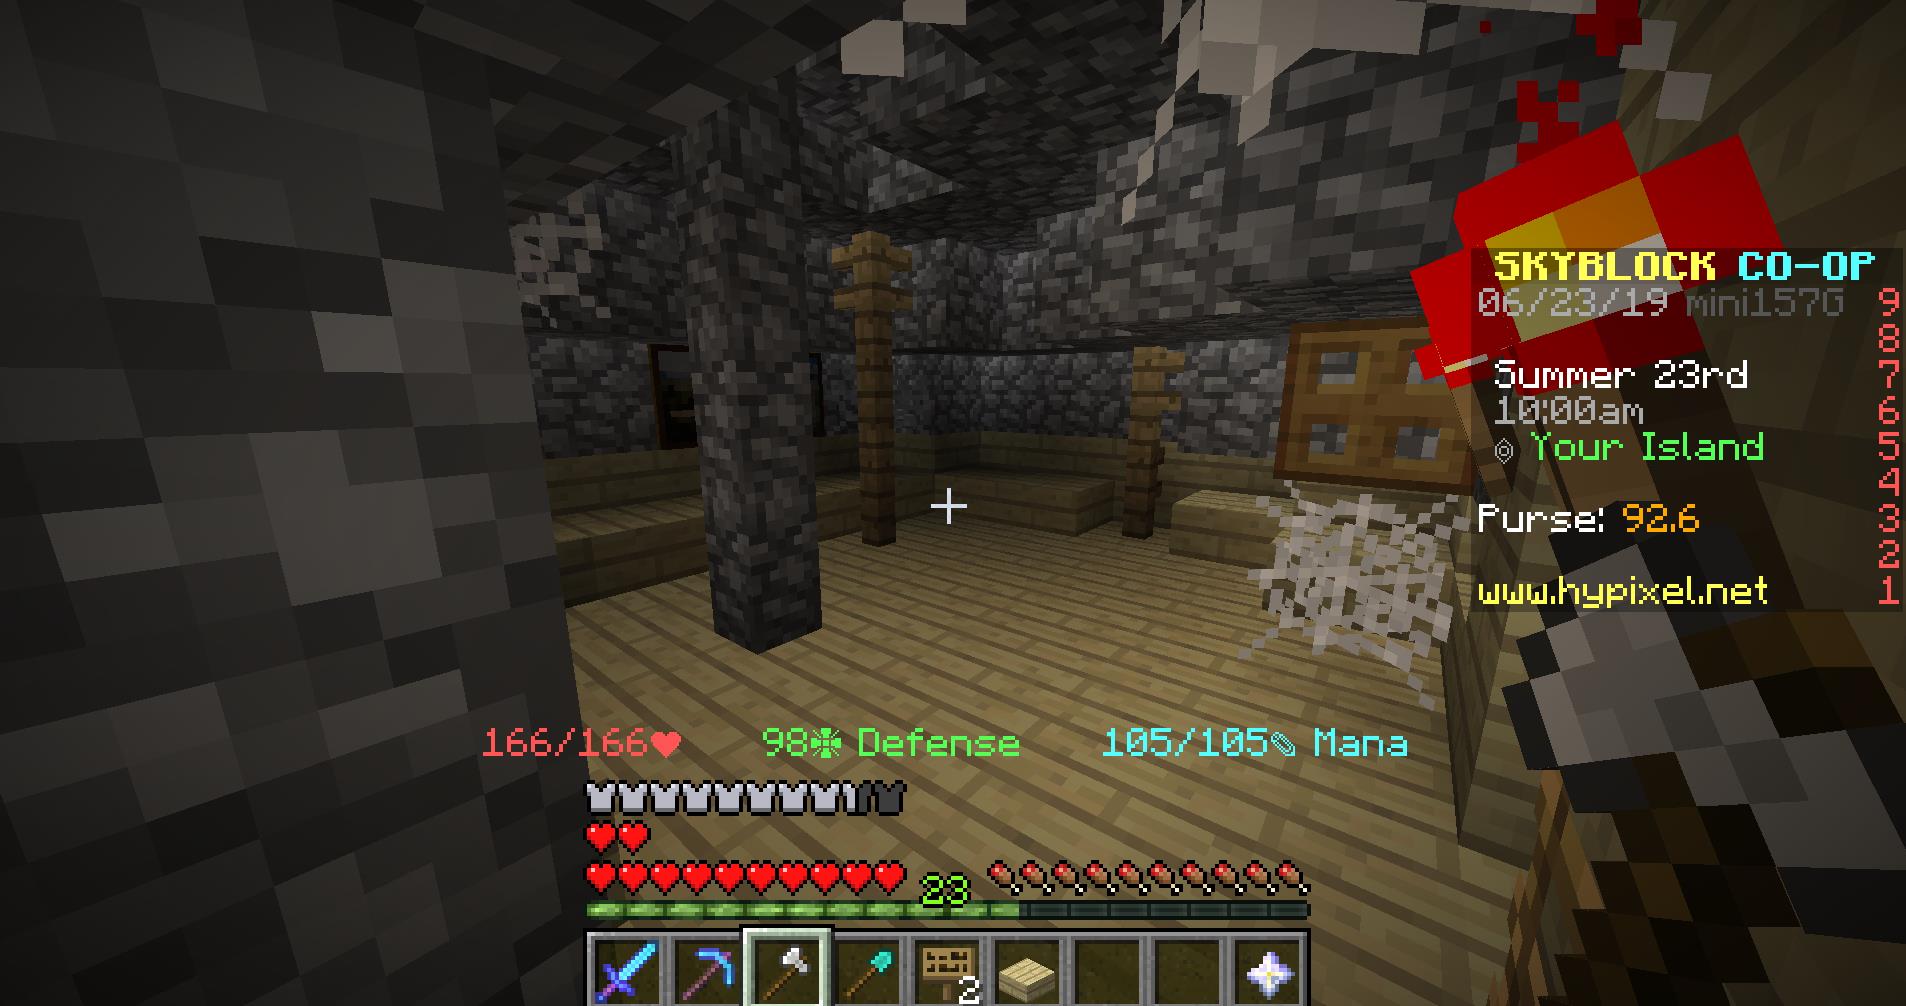 SKYBLOCK CO-OP
06/23/19 mini157G 9
8
Summer 23rd 7
10:00am 6
Your Island 5
4
Purse: 92.6 3
2
www.hypixel.net 1
166/166❤ 98❈ Defense 105/105✎ Mana
23
2